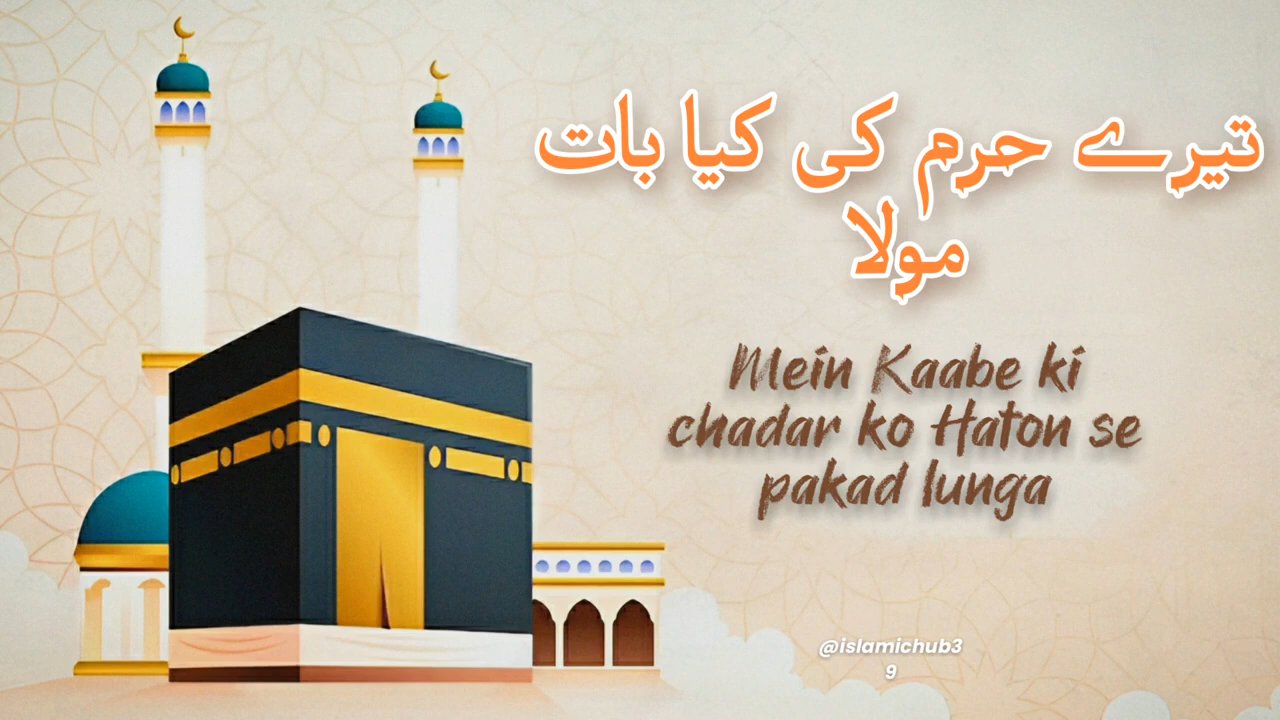 تیرے حرم کی کیا بات
مولا
Mein Kaabe ki
chadar ko Haton se
pakad lunga
@islamichub3
9